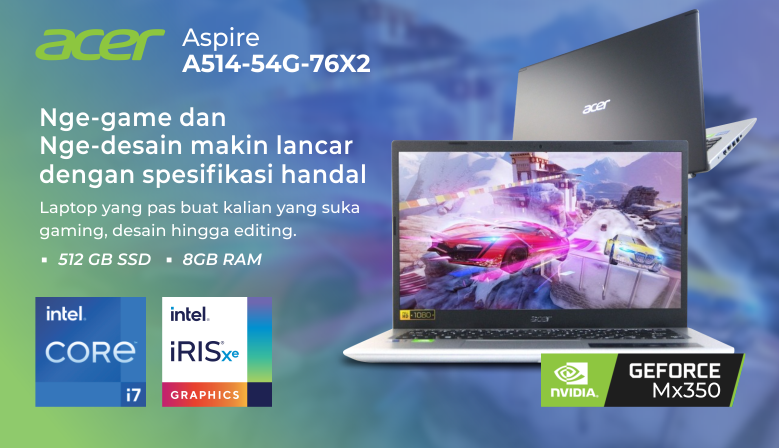 acer
Aspire
A514-54G-76X2
Nge-game dan
Nge-desain makin lancar
dengan spesifikasi handal
Laptop yang pas buat kalian yang suka
gaming, desain hingga editing.
▪ 512 GB SSD ▪ 8GB RAM
intel.
CORE
i7
intel.
iRISxe
GRAPHICS
acer
1080
acer
NVIDIA.
GEFORCE
Mx350